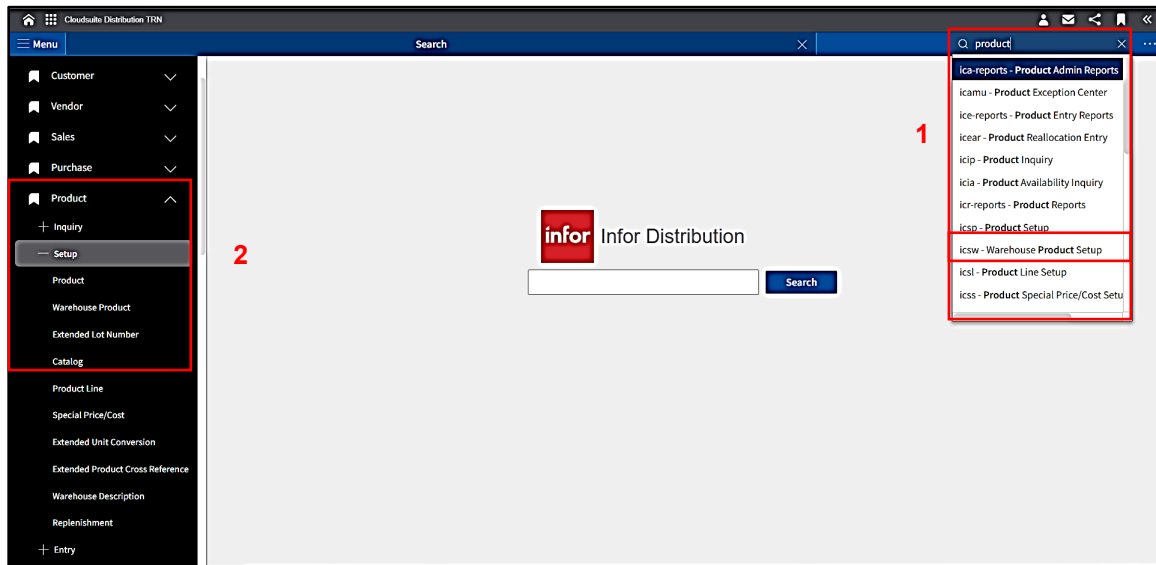 Cloudsuite Distribution TRN
Menu
Search
product
Customer
Vendor
Sales
Purchase
Product
Inquiry
Setup
Product
Warehouse Product
Extended Lot Number
Catalog
Product Line
Special Price/Cost
Extended Unit Conversion
Extended Product Cross Reference
Warehouse Description
Replenishment
Entry
2
infor Infor Distribution
Search
1
ica-reports - Product Admin Reports
icamu - Product Exception Center
ice-reports - Product Entry Reports
icear - Product Reallocation Entry
icip - Product Inquiry
icia - Product Availability Inquiry
icr-reports - Product Reports
icsp - Product Setup
icsw - Warehouse Product Setup
icsl - Product Line Setup
icss - Product Special Price/Cost Setu